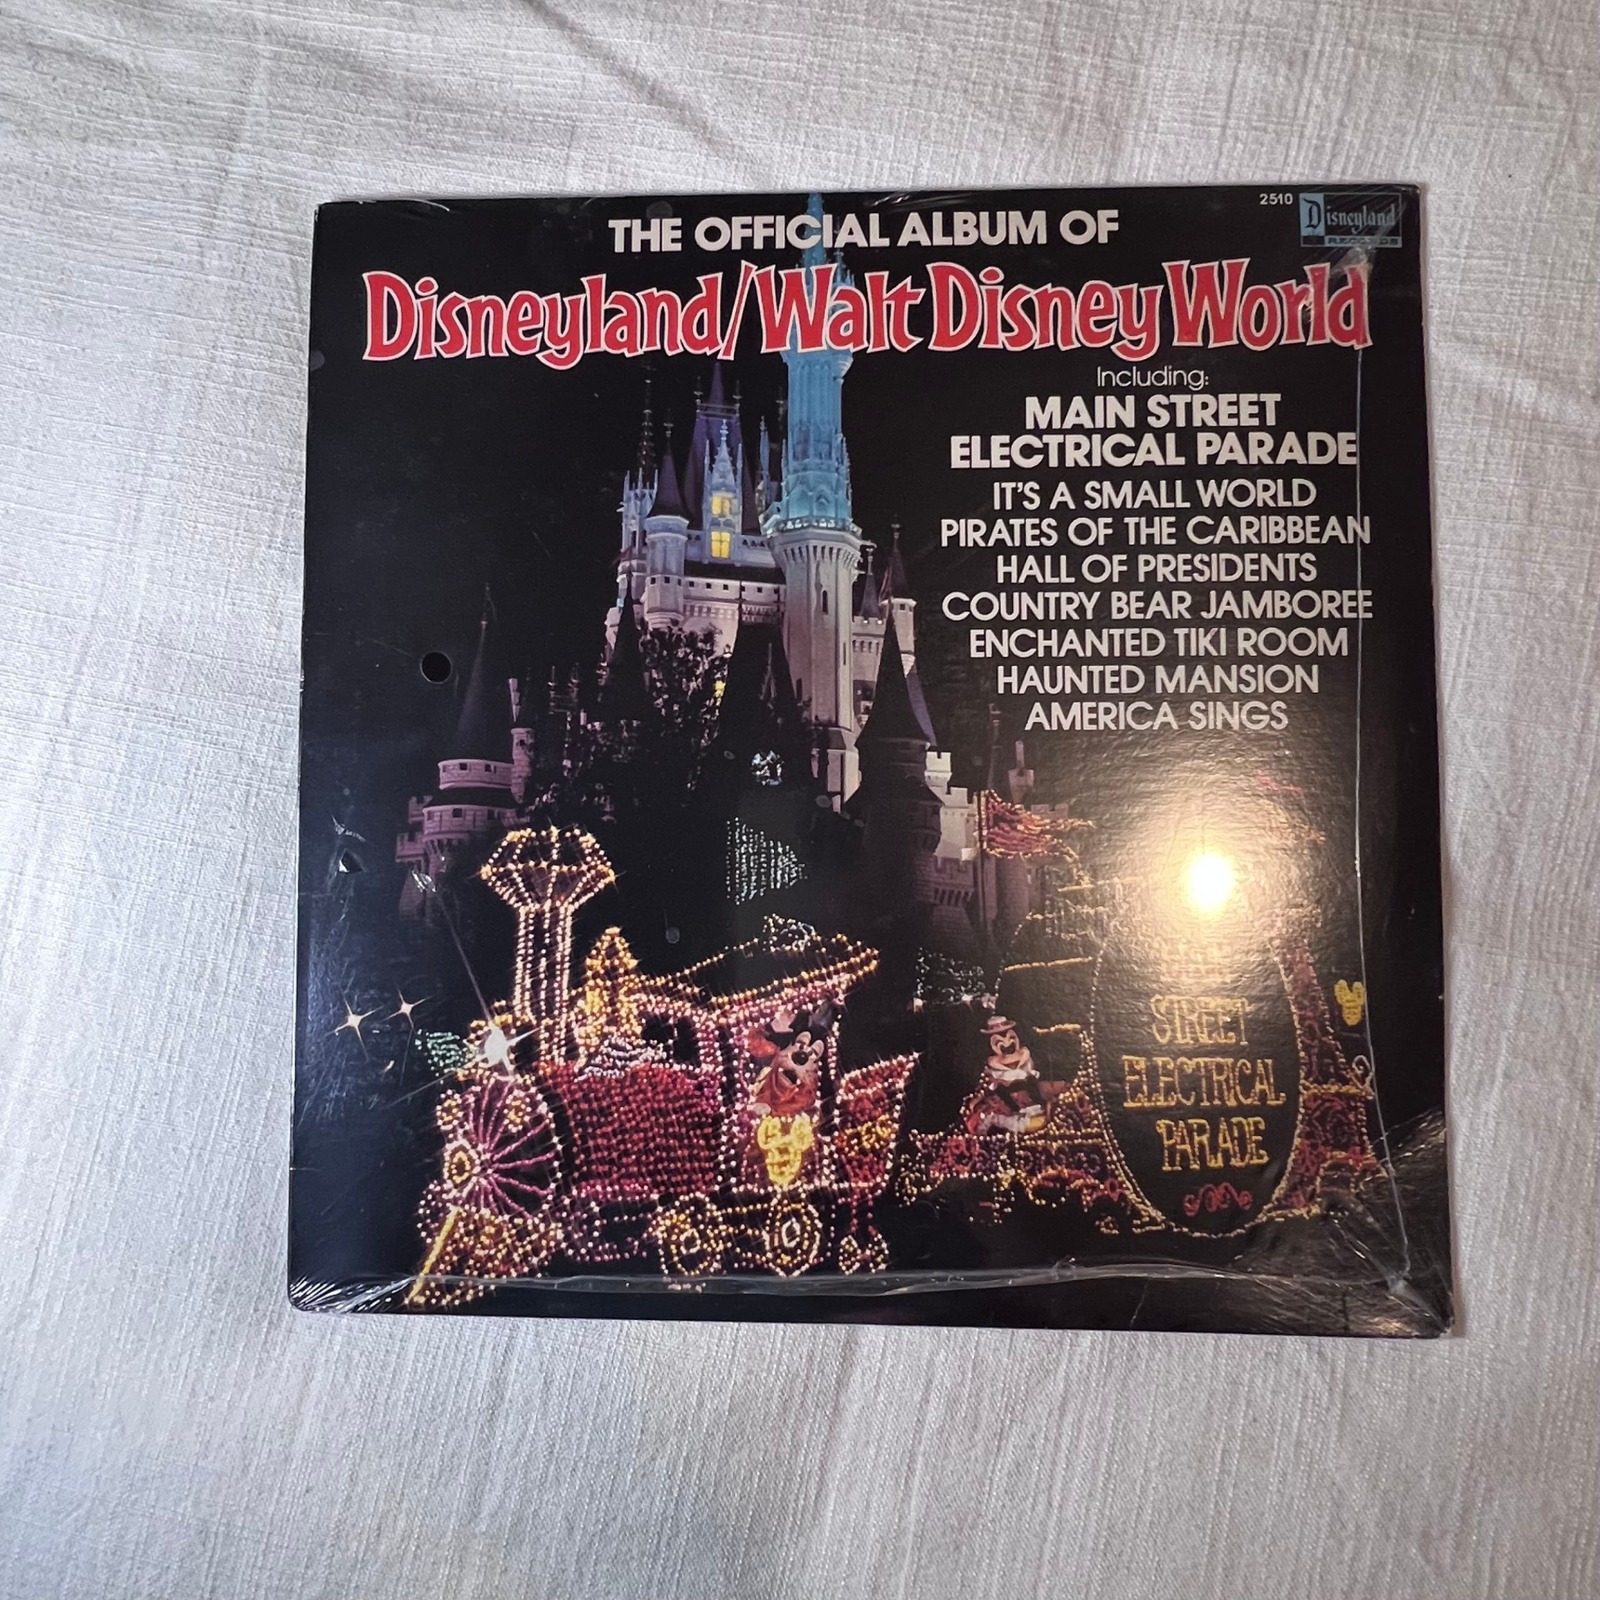 2510
Disneyland
RECORDS
THE OFFICIAL ALBUM OF
Disneyland/Walt Disney World
Including:
MAIN STREET
ELECTRICAL PARADE
IT'S A SMALL WORLD
PIRATES OF THE CARIBBEAN
HALL OF PRESIDENTS
COUNTRY BEAR JAMBOREE
ENCHANTED TIKI ROOM
HAUNTED MANSION
AMERICA SINGS
STREET
ELECTRICAL
PARADE